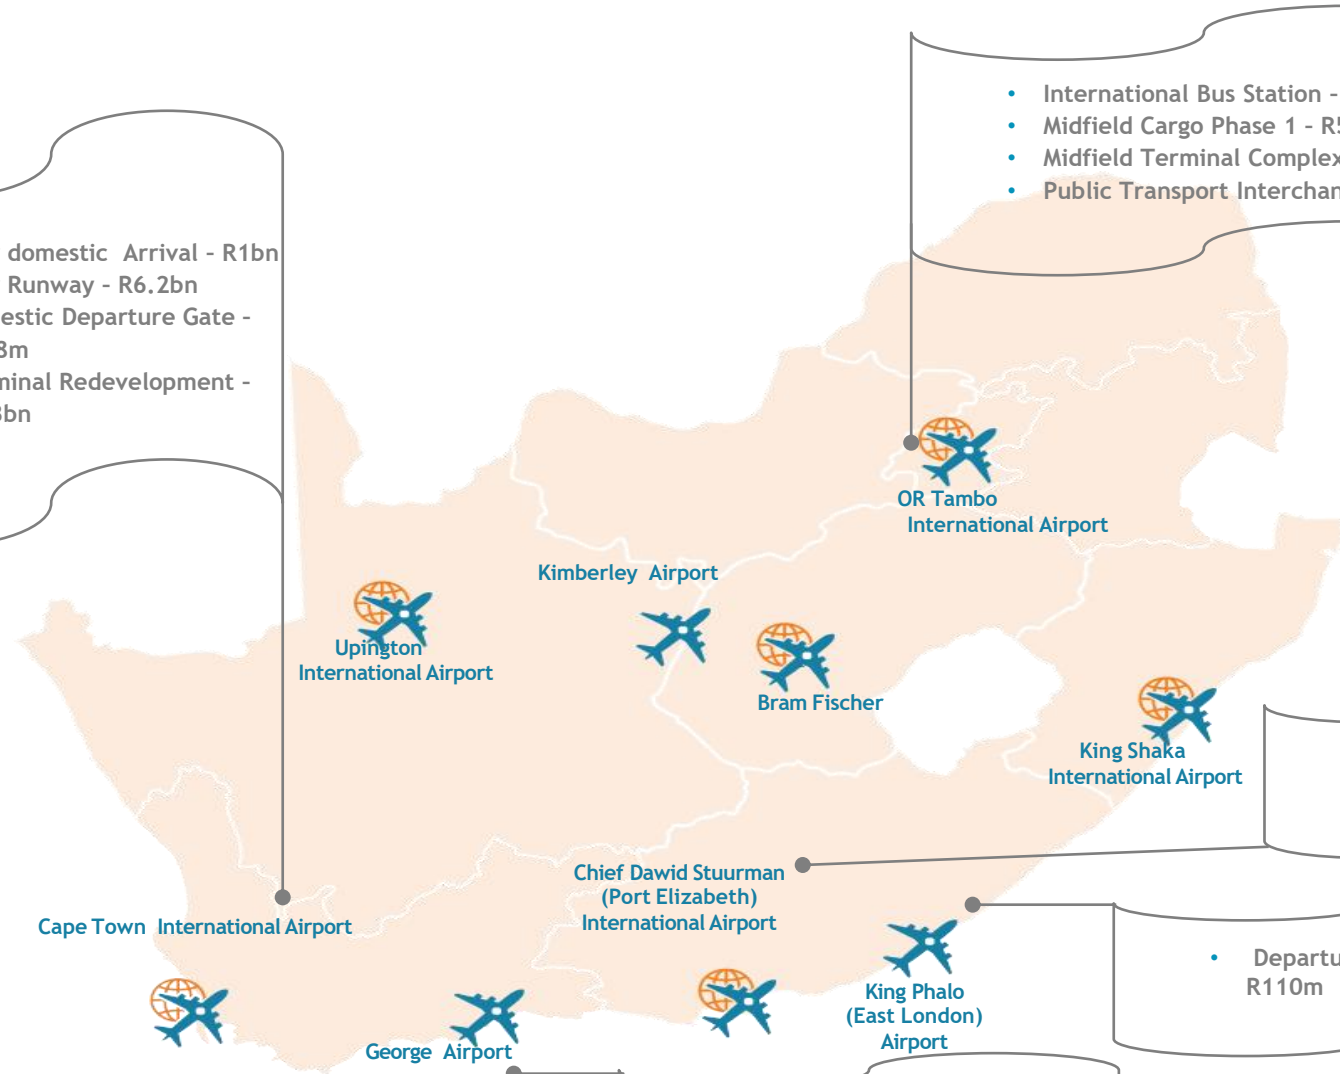 • International Bus Station –
• Midfield Cargo Phase 1 – R5
• Midfield Terminal Complex
• Public Transport Interchan
domestic Arrival – R1bn
Runway – R6.2bn
estic Departure Gate –
8m
minal Redevelopment –
bn
OR Tambo
International Airport
Kimberley Airport
Upington
International Airport
Bram Fischer
King Shaka
International Airport
Chief Dawid Stuurman
(Port Elizabeth)
International Airport
Cape Town International Airport
• Departu
R110m
King Phalo
(East London)
Airport
George Airport